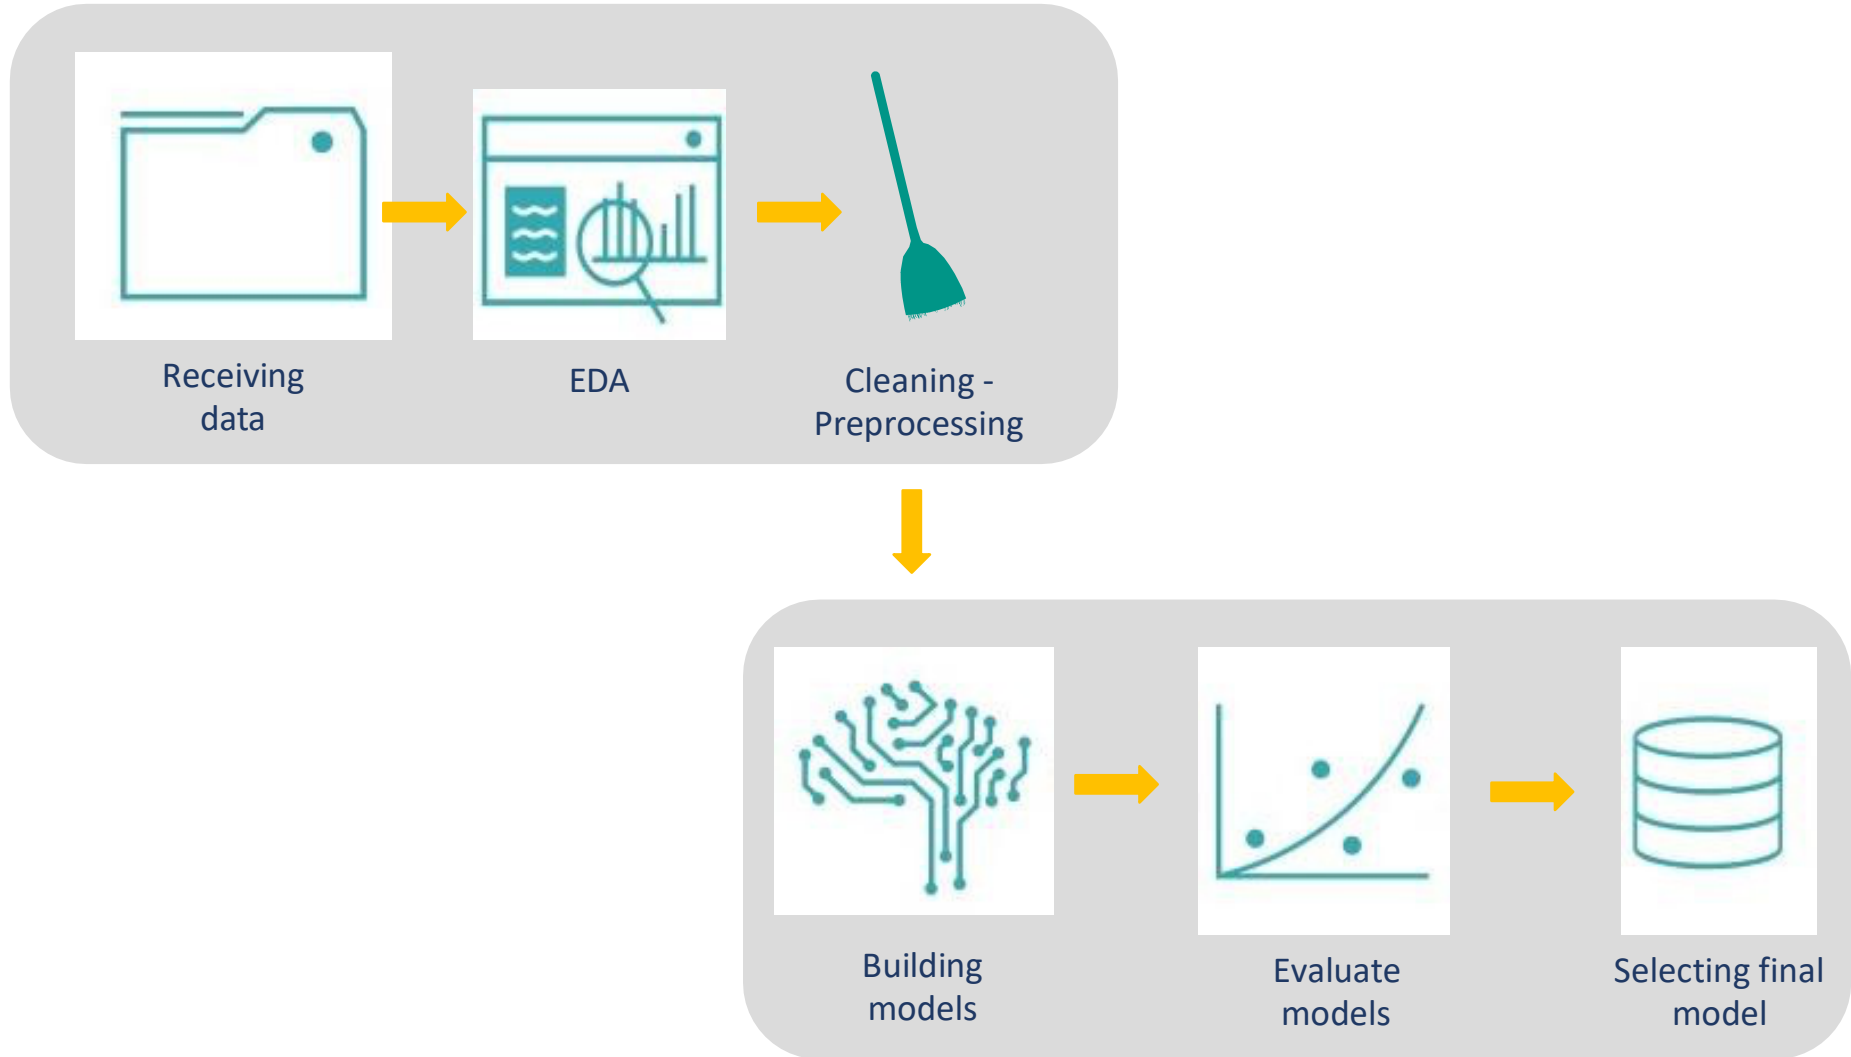 Receiving
data
EDA
Cleaning -
Preprocessing
Building
models
Evaluate
models
Selecting final
model